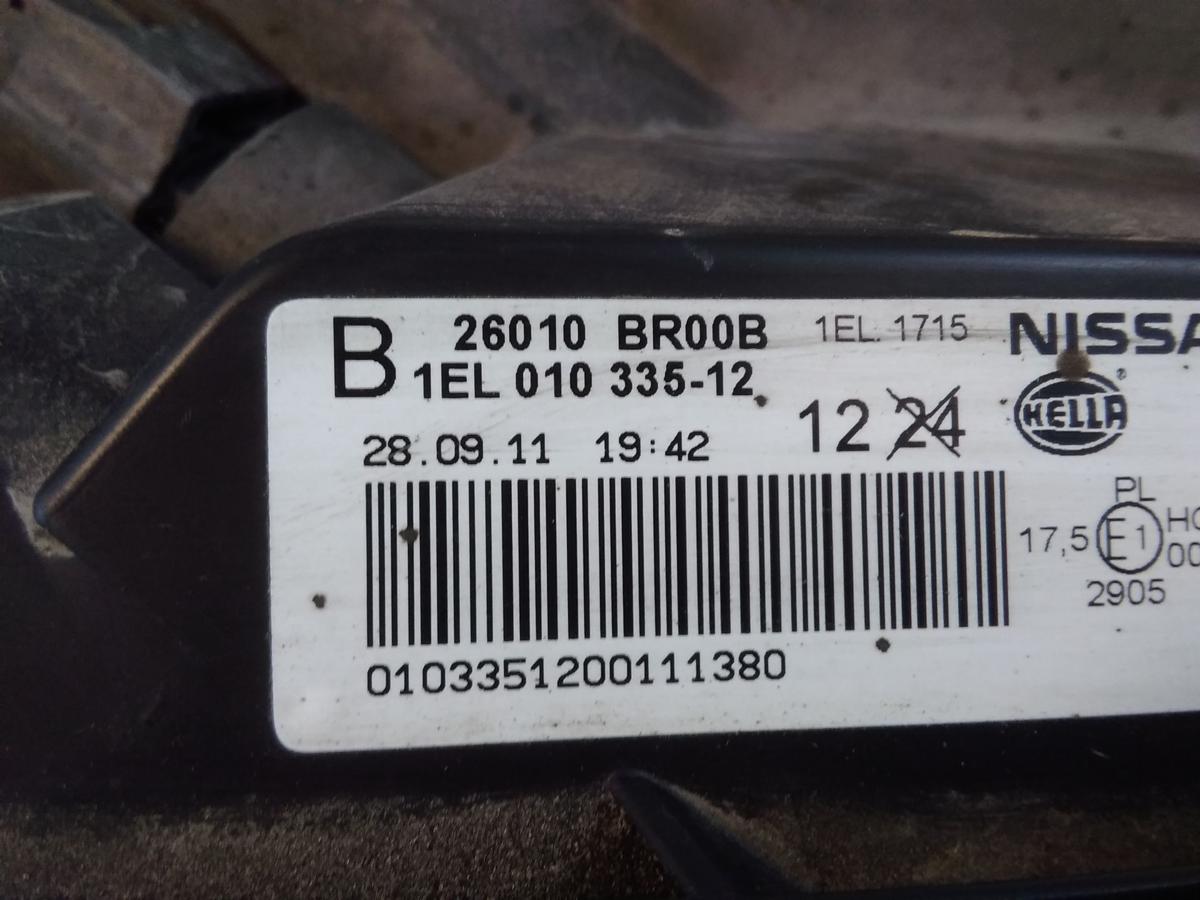 B 26010 BR00B 1EL. 1715 NISSA
1EL 010 335-12
12 24 HELLA
28.09.11 19:42
PL
17,5 E1 HC
00
2905
0103351200111380